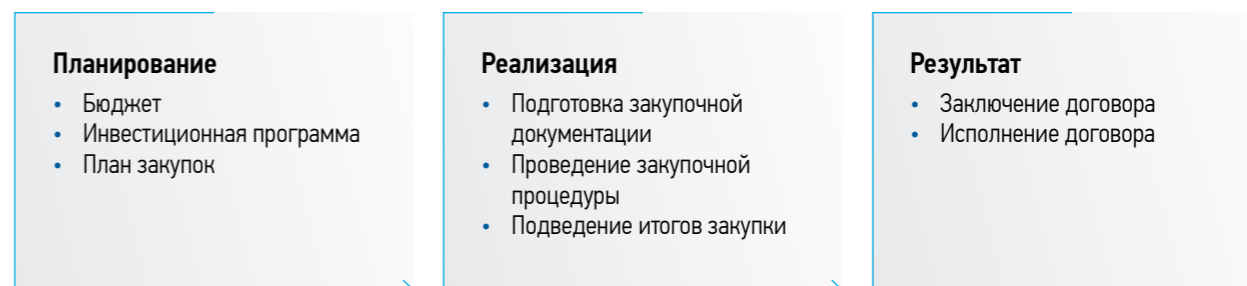 Планирование
• Бюджет
• Инвестиционная программа
• План закупок
Реализация
• Подготовка закупочной
документации
• Проведение закупочной
процедуры
• Подведение итогов закупки
Результат
• Заключение договора
• Исполнение договора